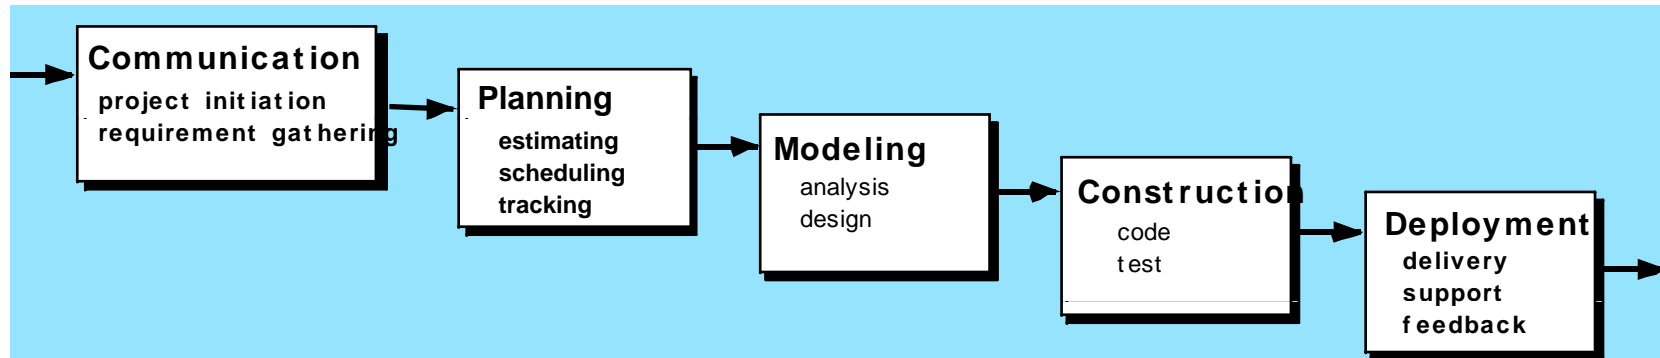 Communication
project initiation
requirement gathering
Planning
estimating
scheduling
tracking
Modeling
analysis
design
Construction
code
test
Deployment
delivery
support
feedback